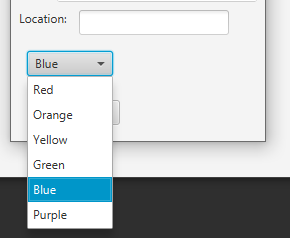 Location:
Blue
Red
Orange
Yellow
Green
Blue
Purple